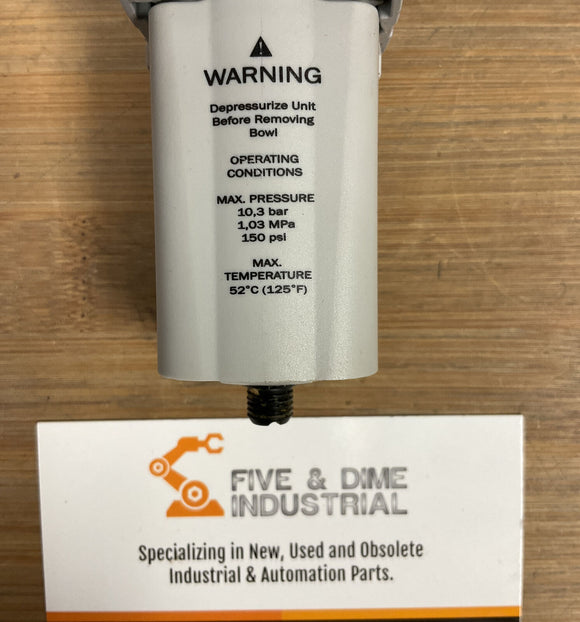 WARNING
Depressurize Unit
Before Removing
Bowl
OPERATING
CONDITIONS
MAX. PRESSURE
10,3 bar
1,03 MPa
150 psi
MAX.
TEMPERATURE
52°C (125°F)
FIVE & DIME
INDUSTRIAL
Specializing in New, Used and Obsolete
Industrial & Automation Parts.